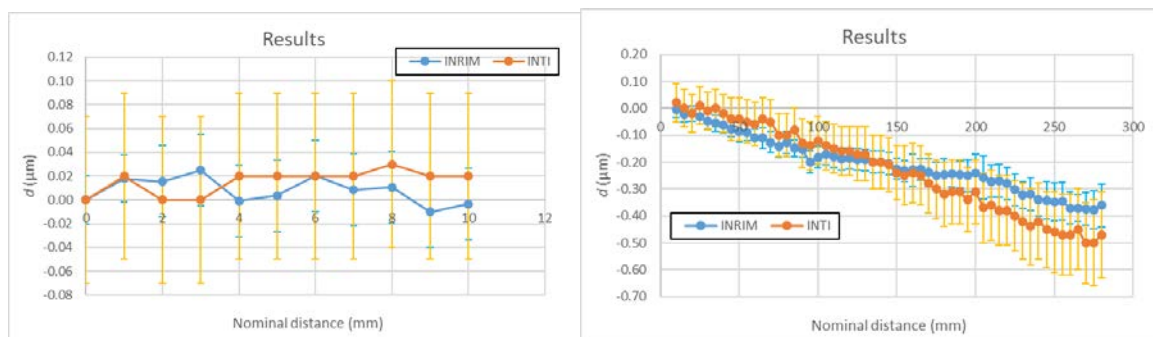 Results
INRIM INTI
0.12
0.10
0.08
0.06
0.04
0.02
0.00
-0.02
-0.04
-0.06
-0.08
0 2 4 6 8 10 12
d (µm)
Nominal distance (mm)
Results
0.20
0.10
0.00
-0.10
-0.20
-0.30
-0.40
-0.50
-0.60
-0.70
0 50 100 150 200 250 300
d (µm)
INRIM INTI
Nominal distance (mm)